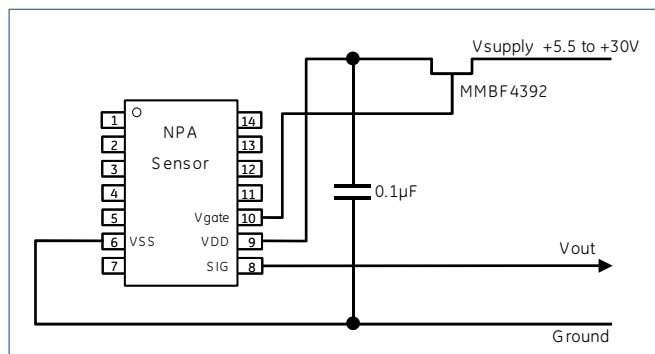 Vsupply +5.5 to +30V
MMBF4392
NPA
Sensor
1
2
3
4
5
6
7
14
13
12
11
10
9
8
Vgate
VSS
VDD
SIG
0.1µF
Vout
Ground